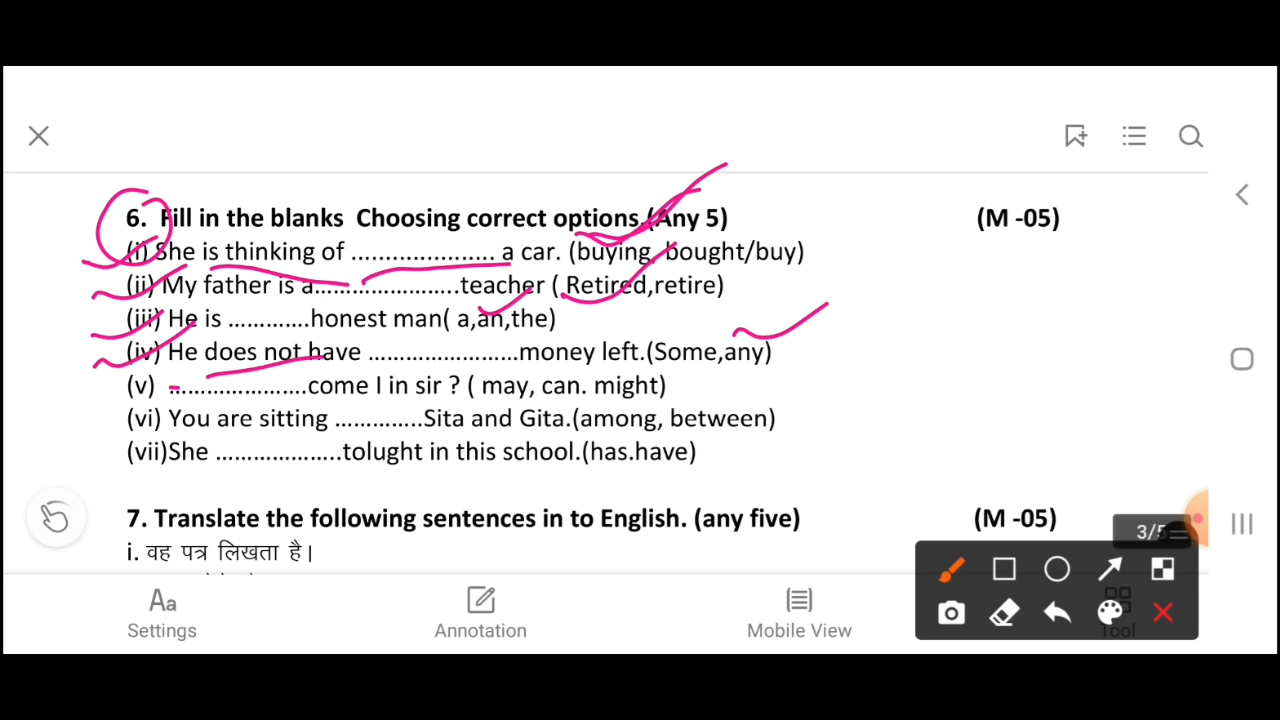 6. Fill in the blanks Choosing correct options.(Any 5) (M -05)
(i) She is thinking of ...................... a car. (buying, bought/buy)
(ii) My father is a......................teacher ( Retired,retire)
(iii) He is ............honest man( a,an,the)
(iv) He does not have .......................money left.(Some,any)
(v) .....................come I in sir ? ( may, can. might)
(vi) You are sitting .............Sita and Gita.(among, between)
(vii)She ...................tolught in this school.(has.have)
7. Translate the following sentences in to English. (any five) (M -05)
i. वह पत्र लिखता है।
3/5
Aa
Settings Annotation Mobile View Tool